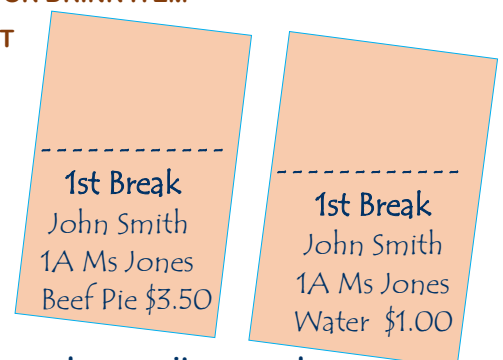 1st Break
John Smith
1A Ms Jones
Beef Pie $3.50
1st Break
John Smith
1A Ms Jones
Water $1.00